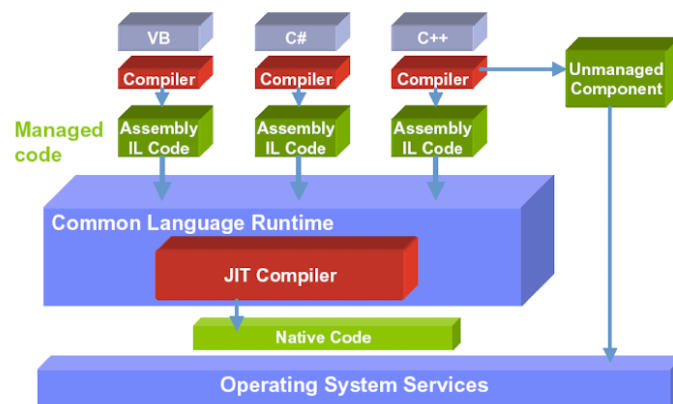 VB
C#
C++
Compiler
Compiler
Compiler
Unmanaged
Component
Managed
code
Assembly
IL Code
Assembly
IL Code
Assembly
IL Code
Common Language Runtime
JIT Compiler
Native Code
Operating System Services